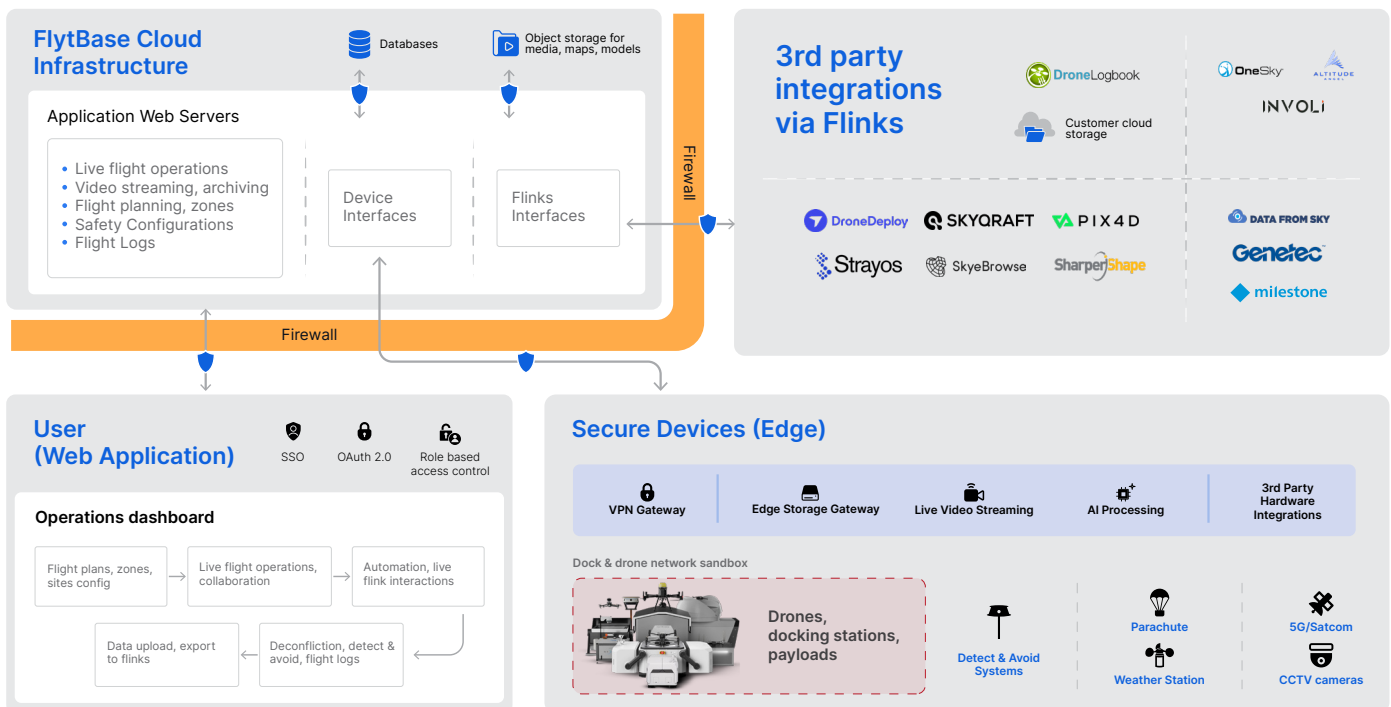 FlytBase Cloud
Infrastructure
Databases
Object storage for
media, maps, models
Application Web Servers
• Live flight operations
• Video streaming, archiving
• Flight planning, zones
• Safety Configurations
• Flight Logs
Device
Interfaces
Flinks
Interfaces
Firewall
Firewall
3rd party
integrations
via Flinks
DroneLogbook
Customer cloud
storage
OneSky
ALTITUDE
ANGEL
INVOLI
DroneDeploy
SKYQRAFT
PIX4D
Strayos
SkyeBrowse
SharperShape
DATA FROM SKY
Genetec
milestone
User
(Web Application)
SSO
OAuth 2.0
Role based
access control
Operations dashboard
Flight plans, zones,
sites config
Live flight operations,
collaboration
Automation, live
flink interactions
Data upload, export
to flinks
Deconfliction, detect &
avoid, flight logs
Secure Devices (Edge)
VPN Gateway
Edge Storage Gateway
Live Video Streaming
AI Processing
3rd Party
Hardware
Integrations
Dock & drone network sandbox
Drones,
docking stations,
payloads
Detect & Avoid
Systems
Parachute
Weather Station
5G/Satcom
CCTV cameras